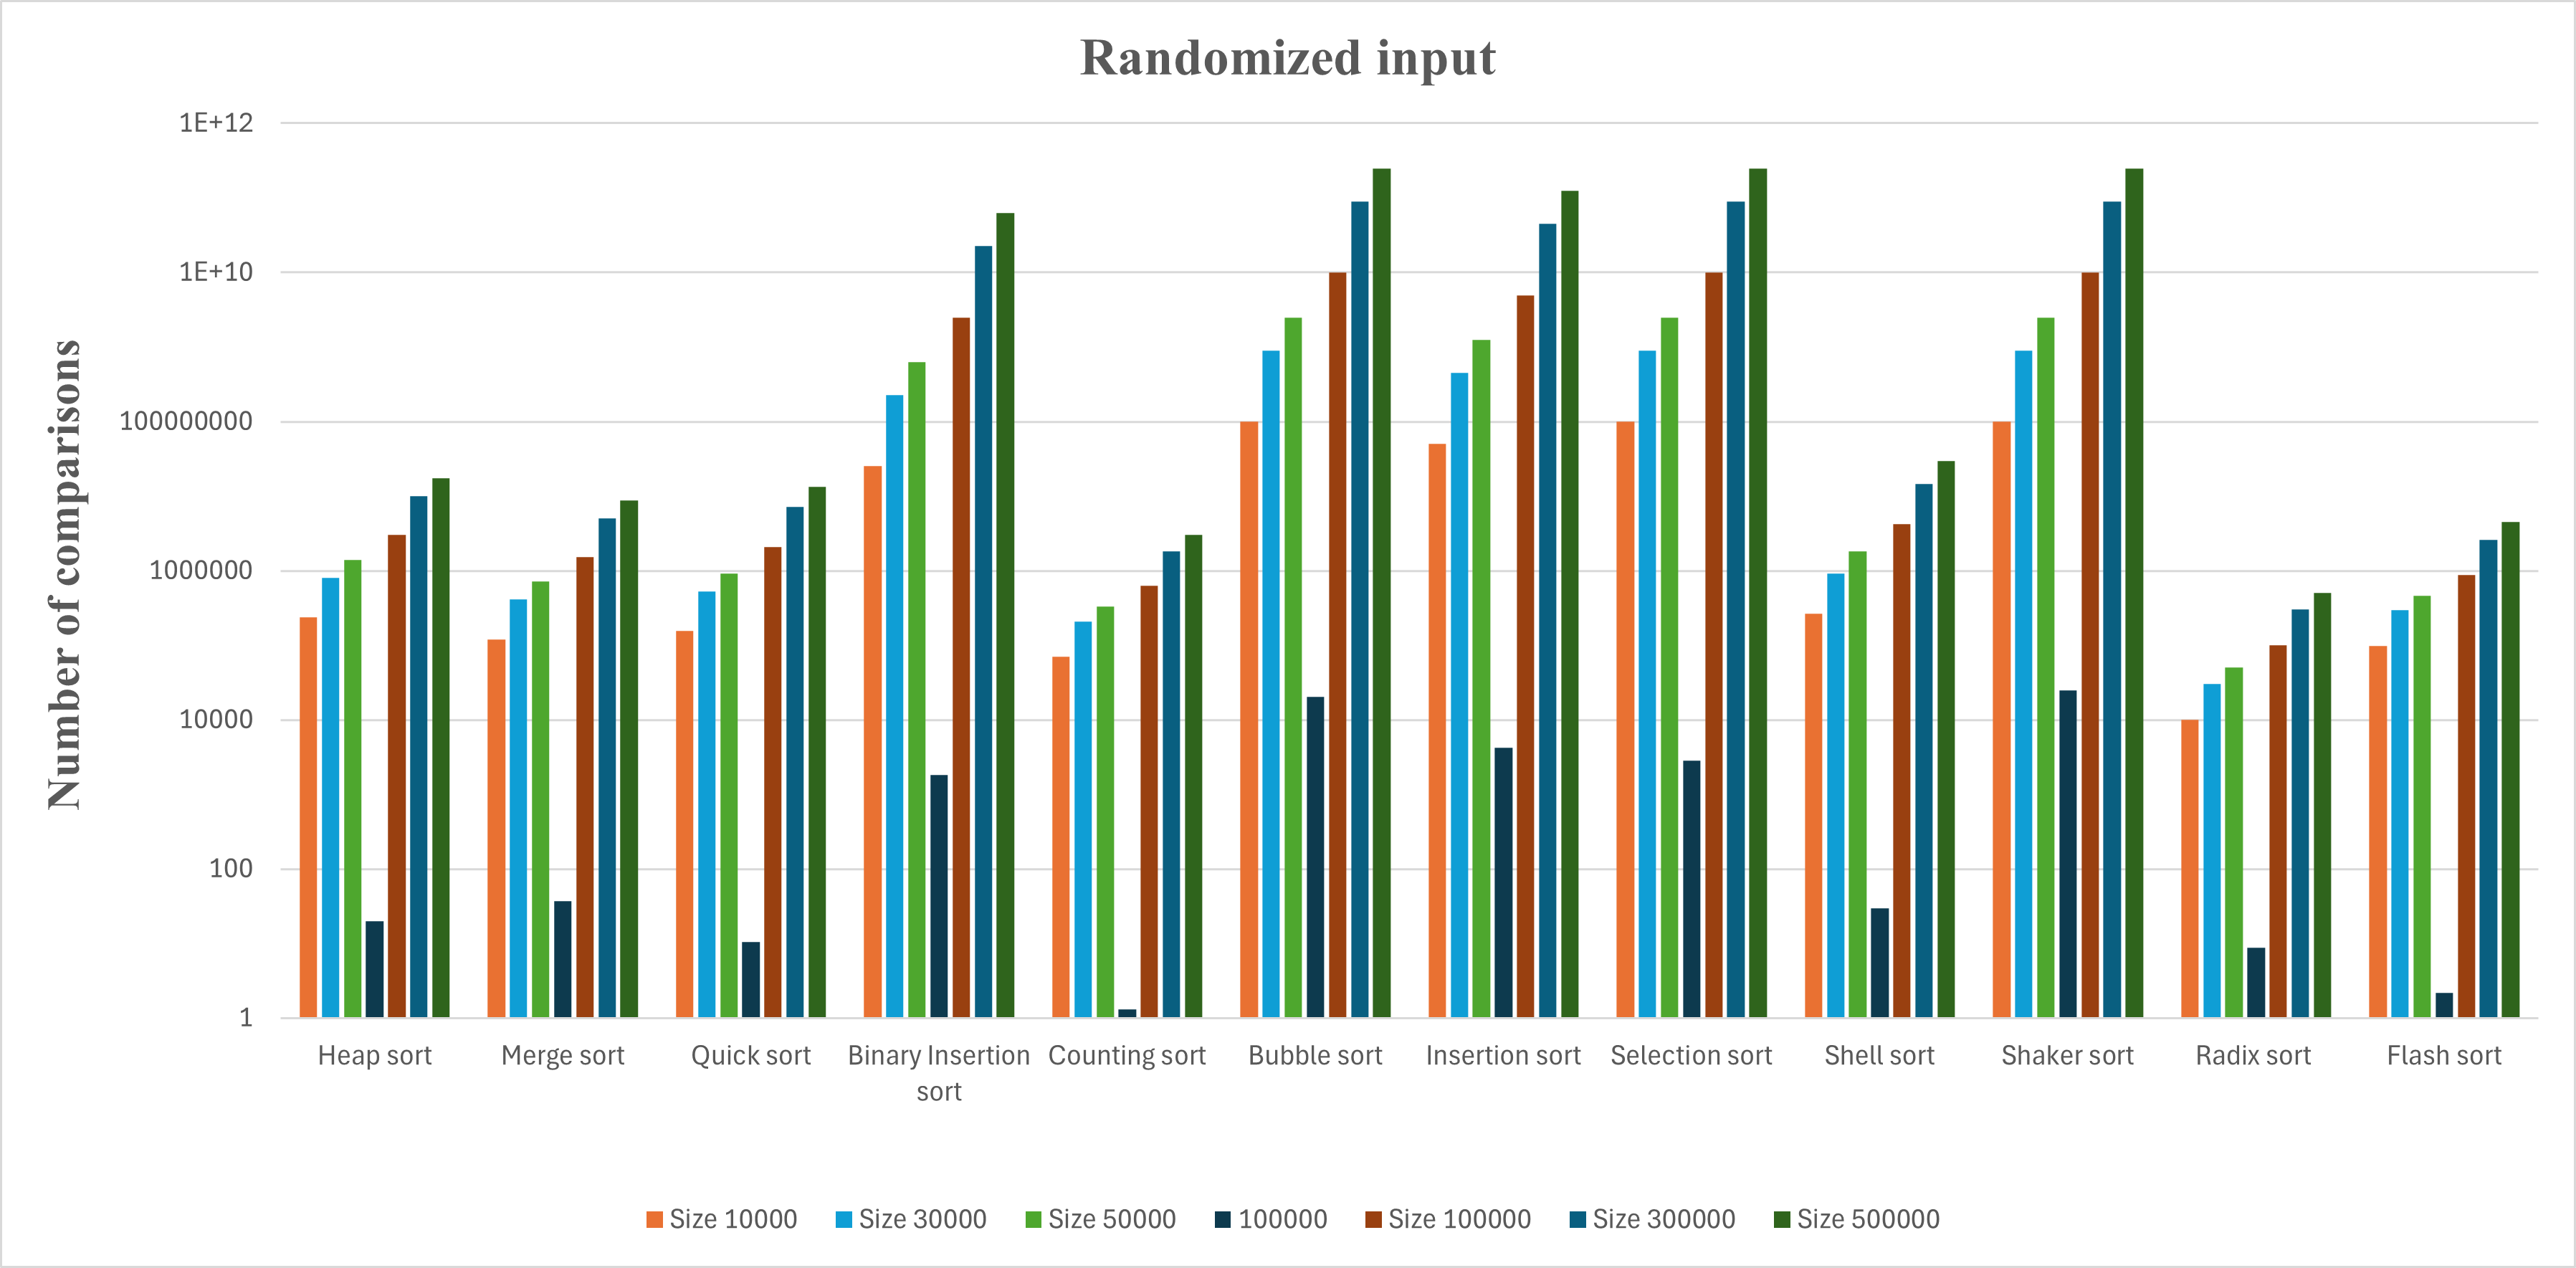 Randomized input
Number of comparisons
1E+12
1E+10
100000000
1000000
10000
100
1
Heap sort
Merge sort
Quick sort
Binary Insertion
sort
Counting sort
Bubble sort
Insertion sort
Selection sort
Shell sort
Shaker sort
Radix sort
Flash sort
Size 10000
Size 30000
Size 50000
100000
Size 100000
Size 300000
Size 500000